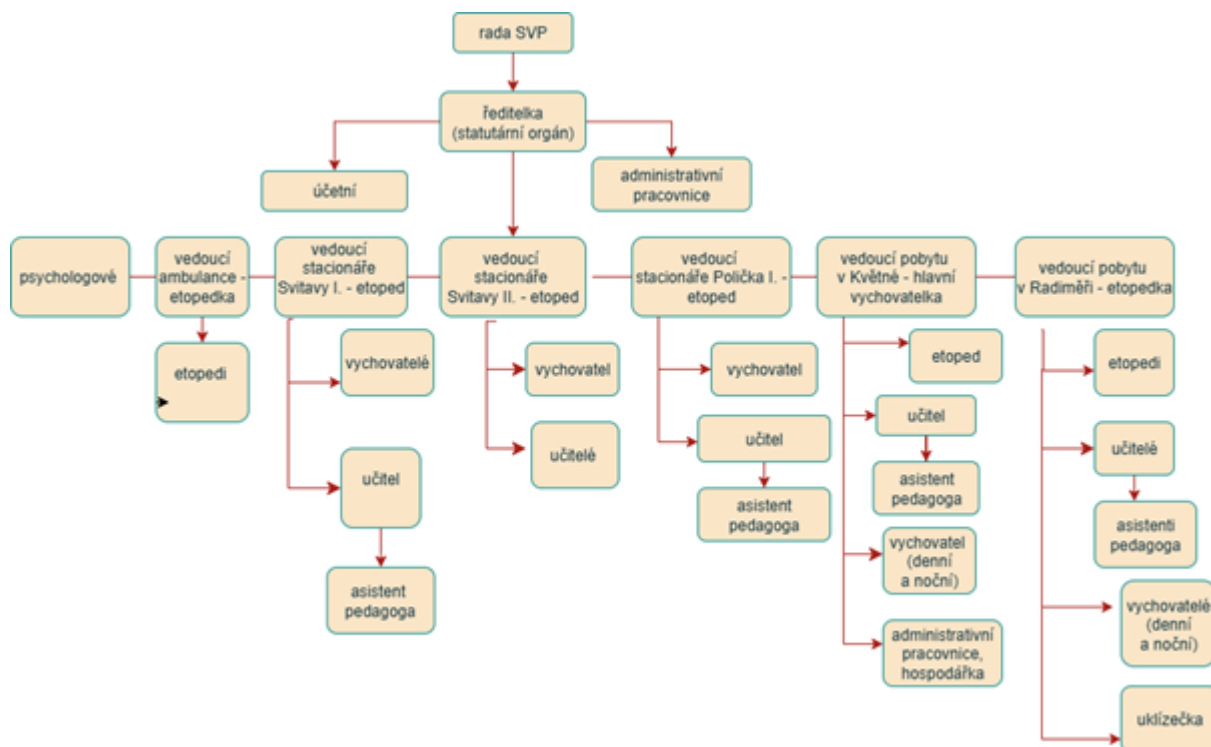 rada SVP
ředitelka
(statutární orgán)
účetní
administrativní
pracovnice
psychologové
vedoucí
ambulance -
etopedka
vedoucí
stacionáře
Svitavy I. - etoped
vedoucí
stacionáře
Svitavy II. - etoped
vedoucí
stacionáře Polička I. -
etoped
vedoucí pobytu
v Květné - hlavní
vychovatelka
vedoucí pobytu
v Radiměři - etopedka
etopedi
vychovatelé
učitel
asistent
pedagoga
vychovatel
učitelé
vychovatel
učitel
asistent
pedagoga
etoped
učitel
asistent
pedagoga
vychovatel
(denní
a noční)
administrativní
pracovnice,
hospodářka
etopedi
učitelé
asistenti
pedagoga
vychovatelé
(denní
a noční)
uklízečka